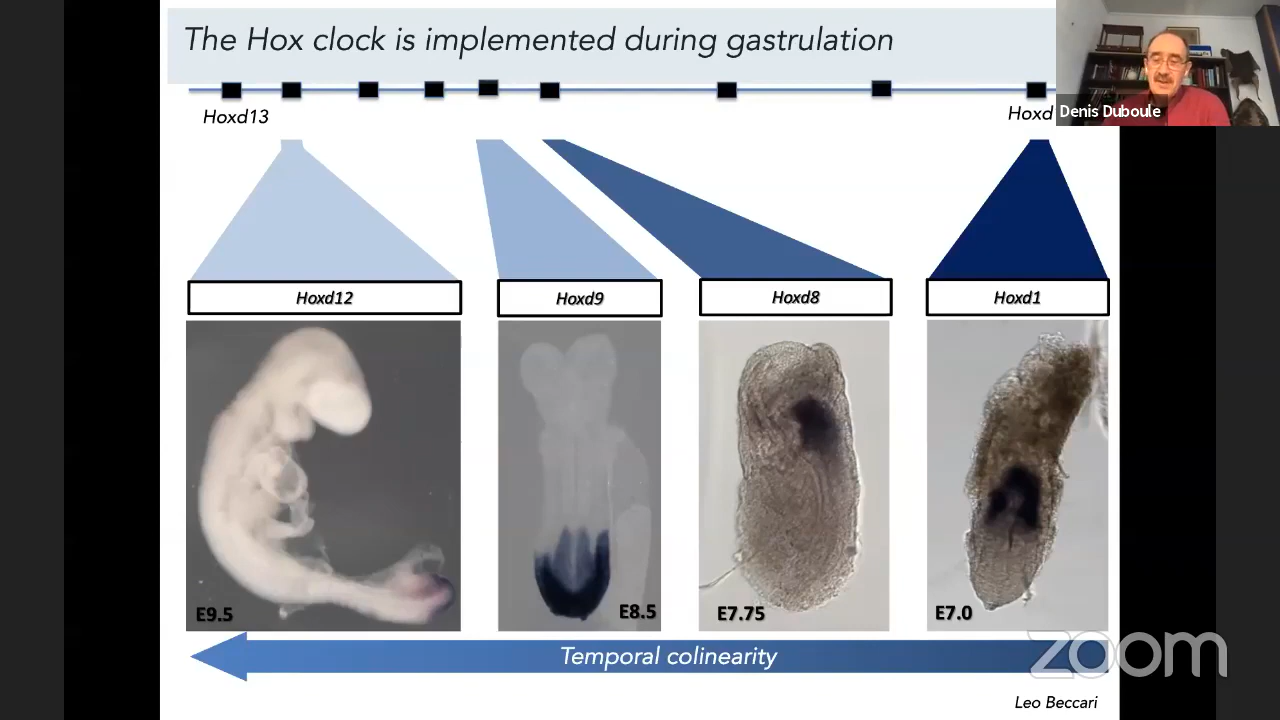 The Hox clock is implemented during gastrulation
Hoxd13
Hoxd
Denis Duboule
Hoxd12
Hoxd9
Hoxd8
Hoxd1
E9.5
E8.5
E7.75
E7.0
Temporal colinearity
zoom
Leo Beccari